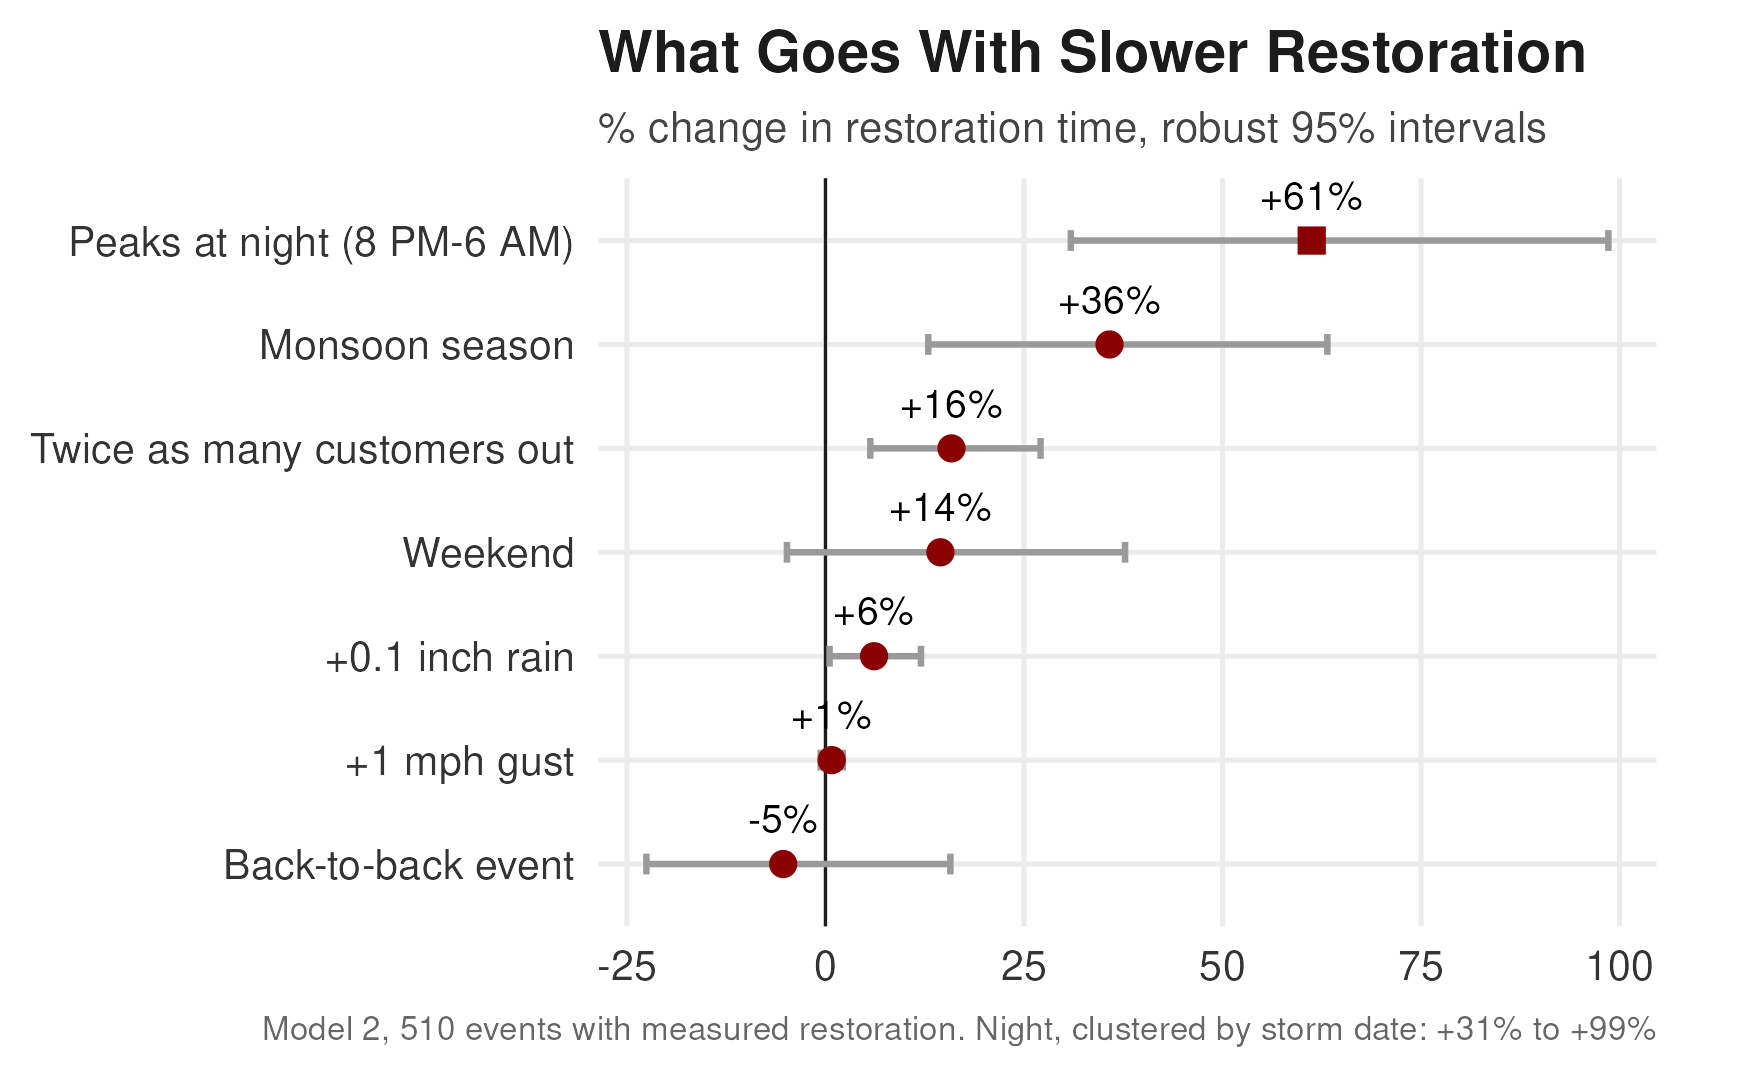 What Goes With Slower Restoration
% change in restoration time, robust 95% intervals
+61%
Peaks at night (8 PM-6 AM)
+36%
Monsoon season
+16%
Twice as many customers out
+14%
Weekend
+6%
+0.1 inch rain
+1%
+1 mph gust
-5%
Back-to-back event
-25 0 25 50 75 100
Model 2, 510 events with measured restoration. Night, clustered by storm date: +31% to +99%